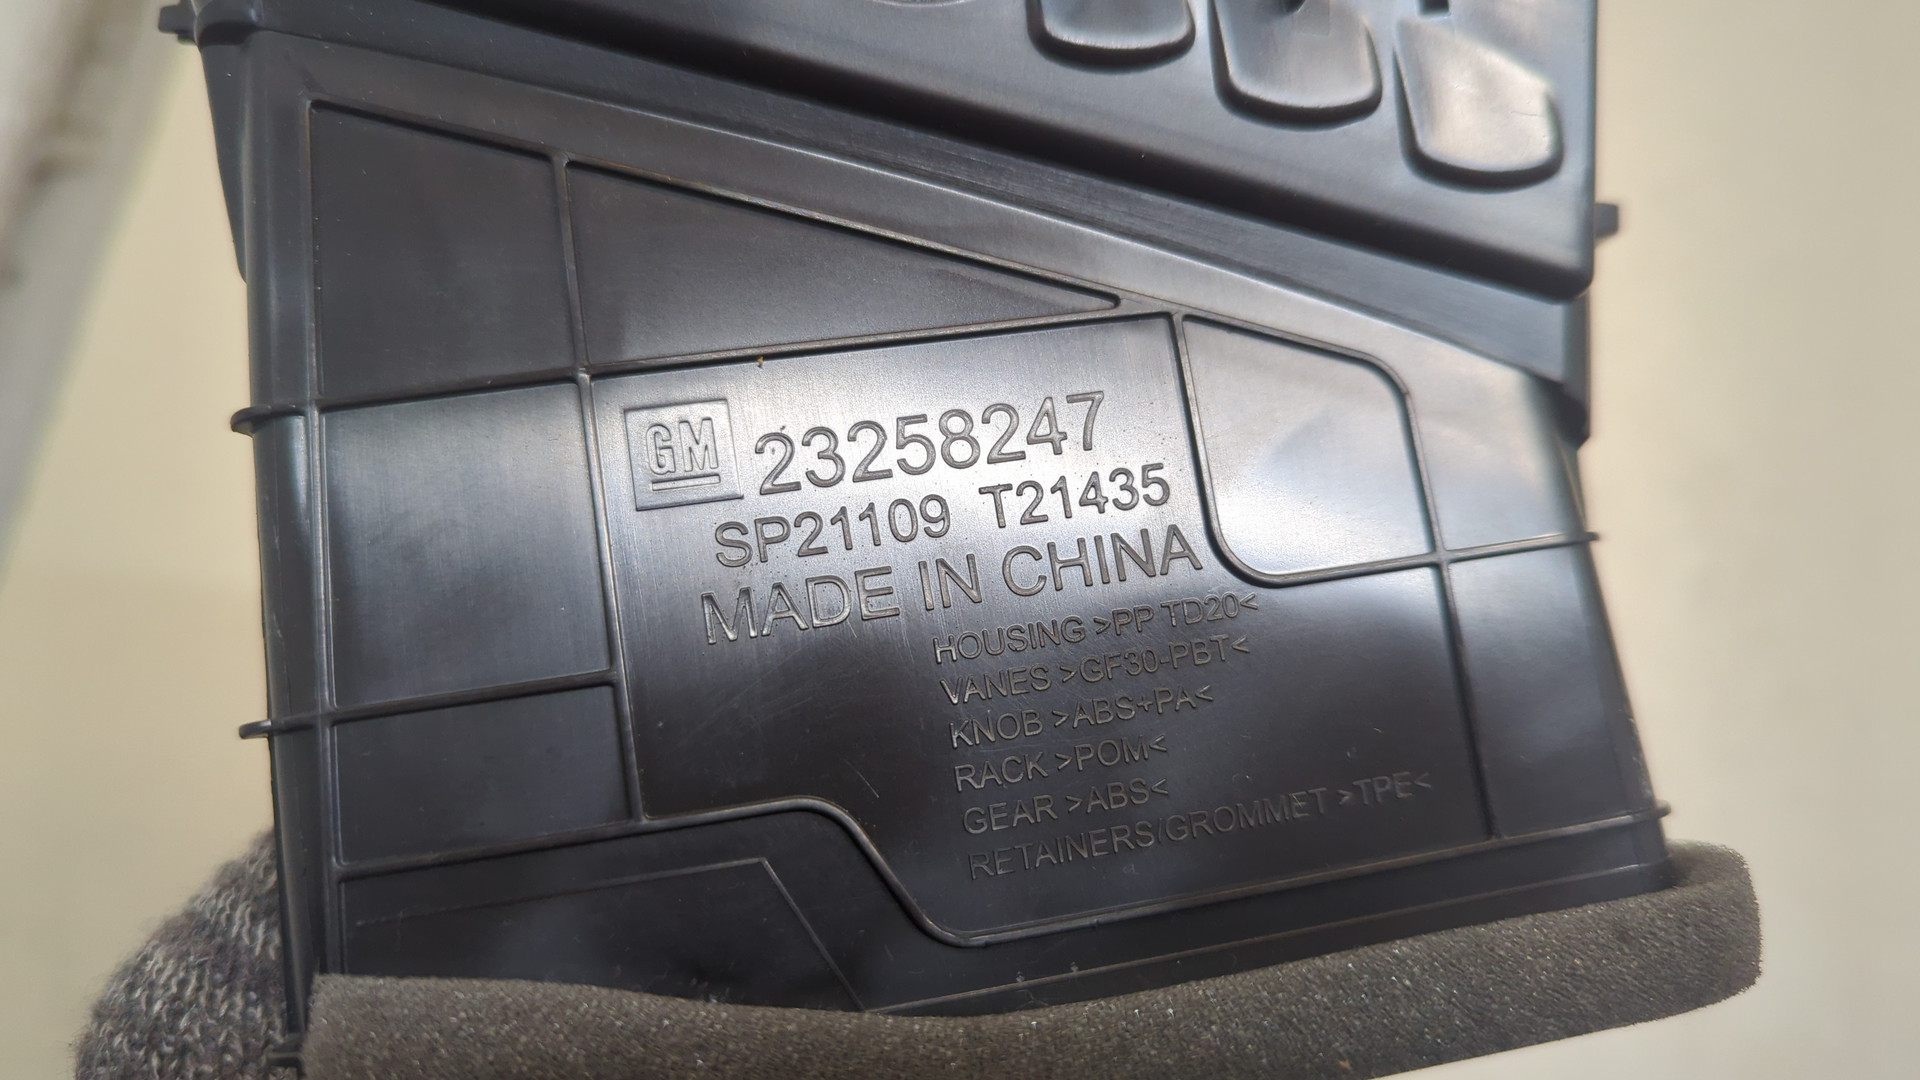 GM 23258247
SP21109 T21435
MADE IN CHINA
HOUSING >PP TD20<
VANES >GF30-PBT<
KNOB >ABS+PA<
RACK >POM<
GEAR >ABS<
RETAINERS/GROMMET >TPE<